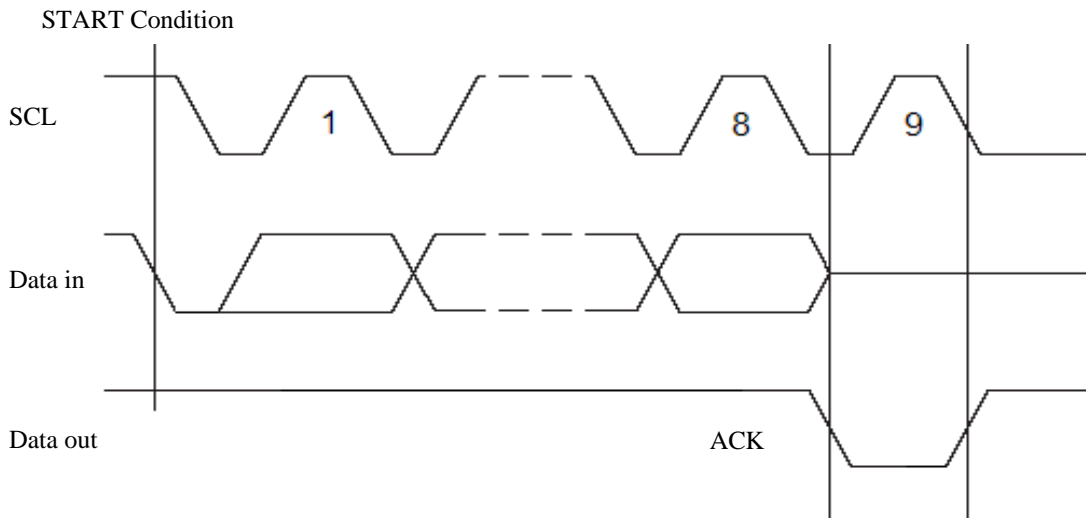 START Condition
SCL
1
8
9
Data in
Data out
ACK